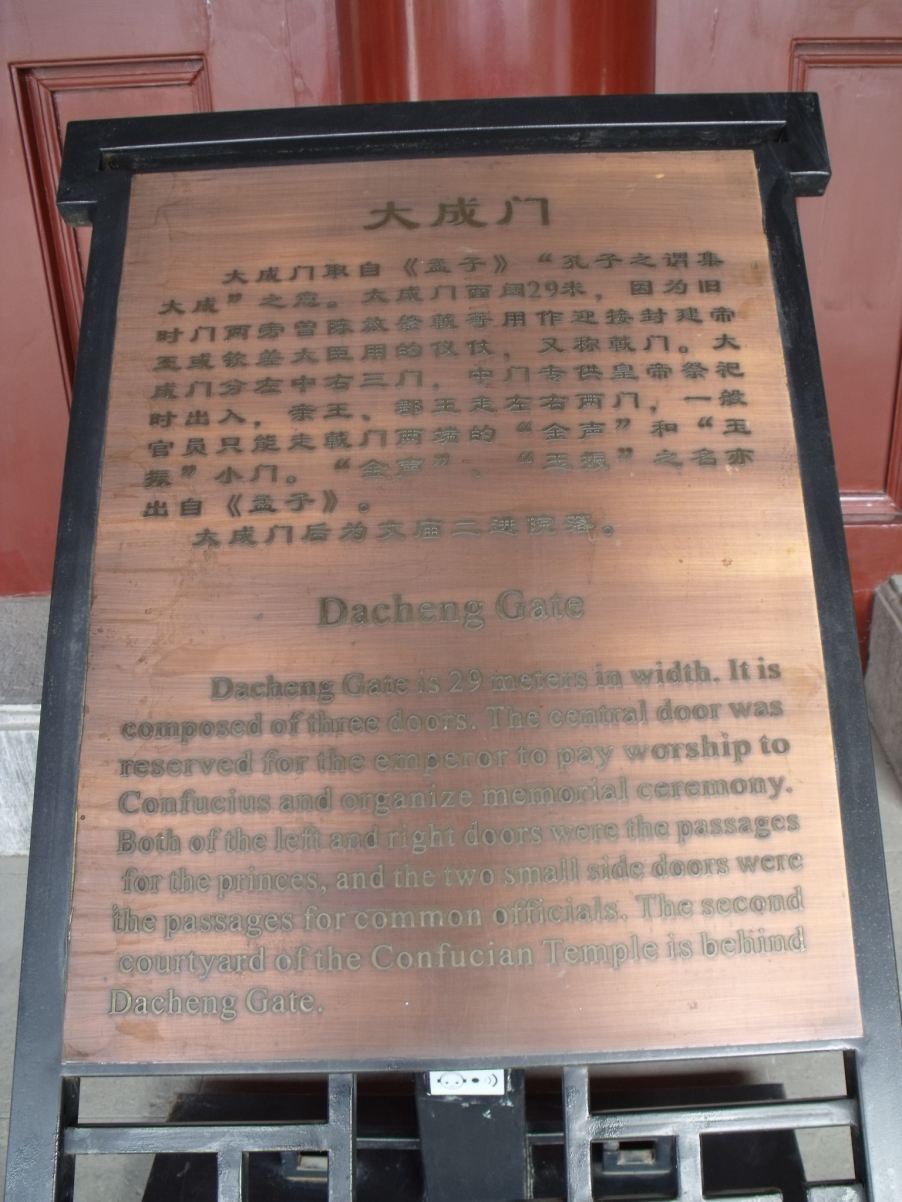 大成门
大成门取自《孟子》“孔子之谓集
大成”之意。大成门面阔29米，因为旧
时门两旁曾陈放棨戟等用作迎接封建帝
王或钦差大臣用的仪仗，又称戟门。大
成门分左中右三门，中门专供皇帝祭祀
时出入，亲王、郡王走左右两门，一般
官员只能走戟门两端的“金声”和“玉
振”小门。“金声”、“玉振”之名亦
出自《孟子》。
大成门后为文庙二进院落。
Dacheng Gate
Dacheng Gate is 29 meters in width. It is
composed of three doors. The central door was
reserved for the emperor to pay worship to
Confucius and organize memorial ceremony.
Both of the left and right doors were the passages
for the princes, and the two small side doors were
the passages for common officials. The second
courtyard of the Confucian Temple is behind
Dacheng Gate.